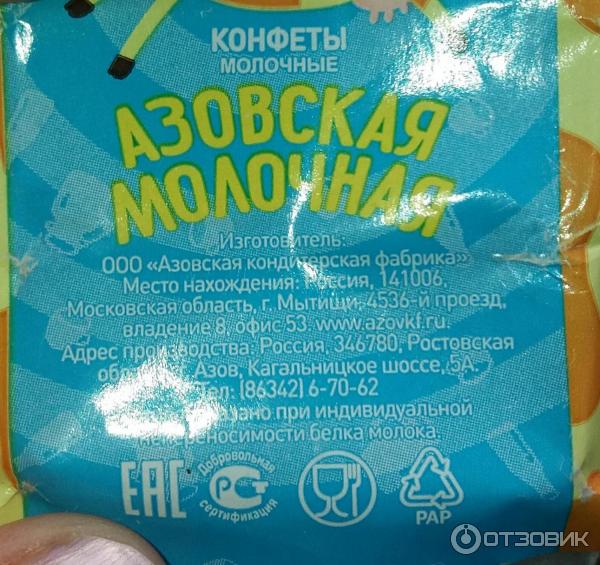 КОНФЕТЫ
МОЛОЧНЫЕ
АЗОВСКАЯ
МОЛОЧНАЯ
Изготовитель:
ООО «Азовская кондитерская фабрика»
Место нахождения: Россия, 141006,
Московская область, г. Мытищи, 4536-й проезд,
владение 8, офис 53. www.azovkf.ru.
Адрес производства: Россия, 346780, Ростовская
Азов, Кагальницкое шоссе, 5А.
Тел: (86342) 6-70-62
при индивидуальной
белка молока.
ЕАС
Добровольная
РСТ
сертификация
PAP
ОТЗОВИК